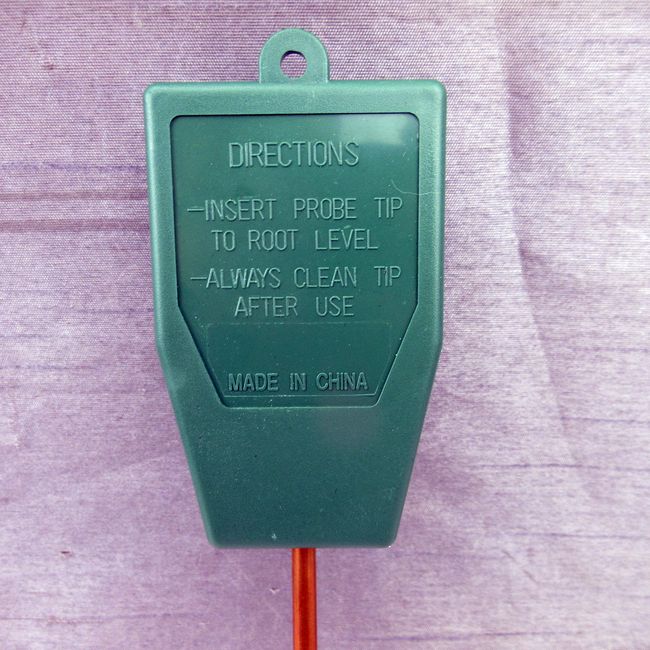 DIRECTIONS
-INSERT PROBE TIP
TO ROOT LEVEL
-ALWAYS CLEAN TIP
AFTER USE
MADE IN CHINA